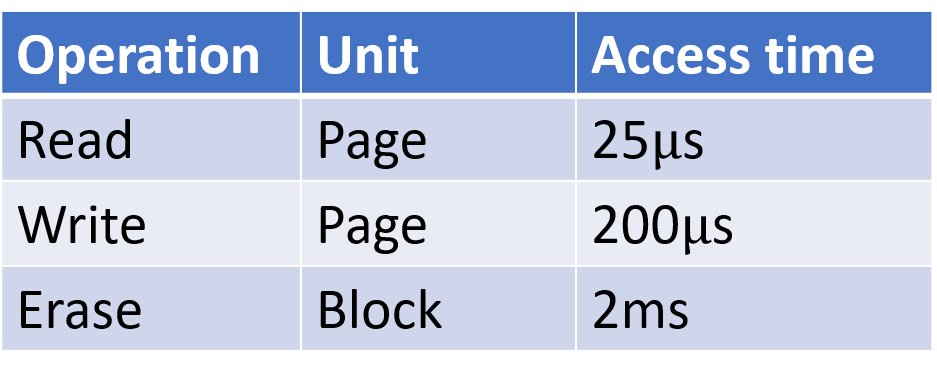 Operation Unit Access time
Read Page 25μs
Write Page 200μs
Erase Block 2ms